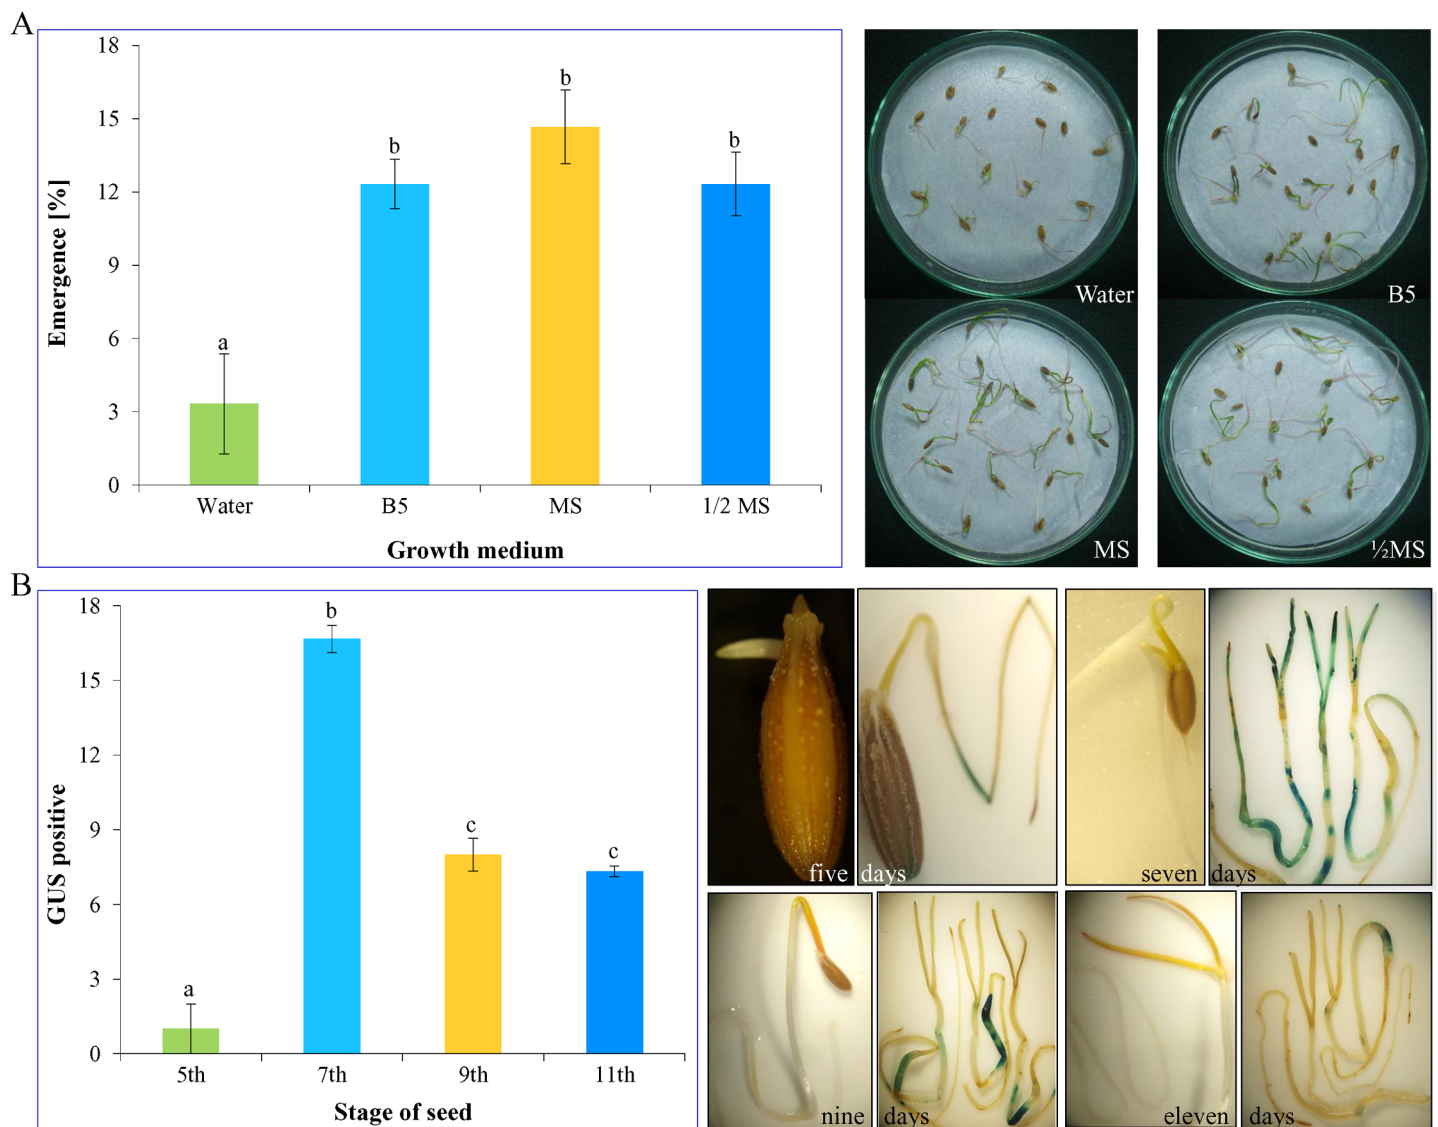 A
18
15
12
9
6
3
0
Emergence [%]
a
b
b
b
Water
B5
MS
1/2 MS
Growth medium
Water
B5
MS
½MS
B
18
15
12
9
6
3
0
GUS positive
a
b
c
c
5th
7th
9th
11th
Stage of seed
five days
seven days
nine days
eleven days